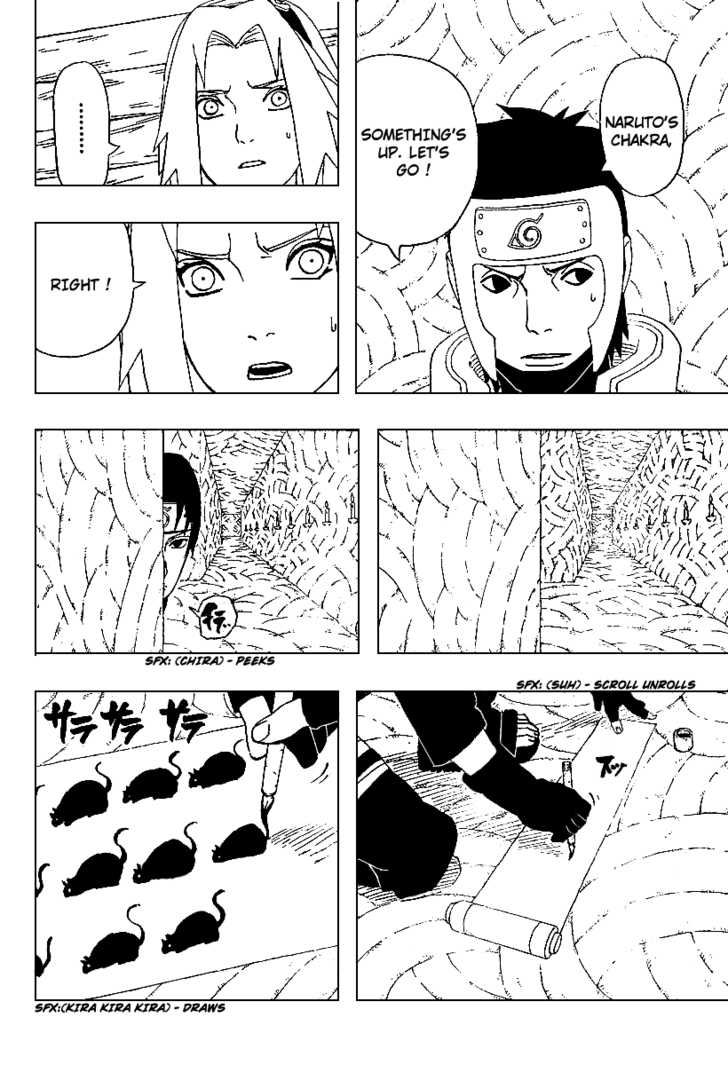 NARUTO'S
CHAKRA,
SOMETHING'S
UP. LET'S
GO !
.........
RIGHT !
チラ..
SFX: (CHIRA) - PEEKS
SFX: (SUH) - SCROLL UNROLLS
スッ
サラ サラ サラ
SFX:(KIRA KIRA KIRA) - DRAWS